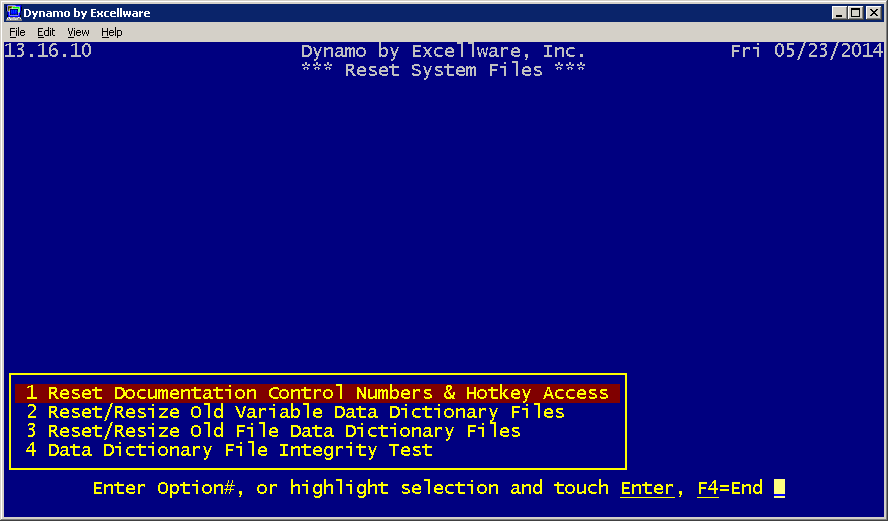 Dynamo by Excellware
File Edit View Help
13.16.10 Dynamo by Excellware, Inc. Fri 05/23/2014
*** Reset System Files ***
1 Reset Documentation Control Numbers & Hotkey Access
2 Reset/Resize Old Variable Data Dictionary Files
3 Reset/Resize Old File Data Dictionary Files
4 Data Dictionary File Integrity Test
Enter Option#, or highlight selection and touch Enter, F4=End